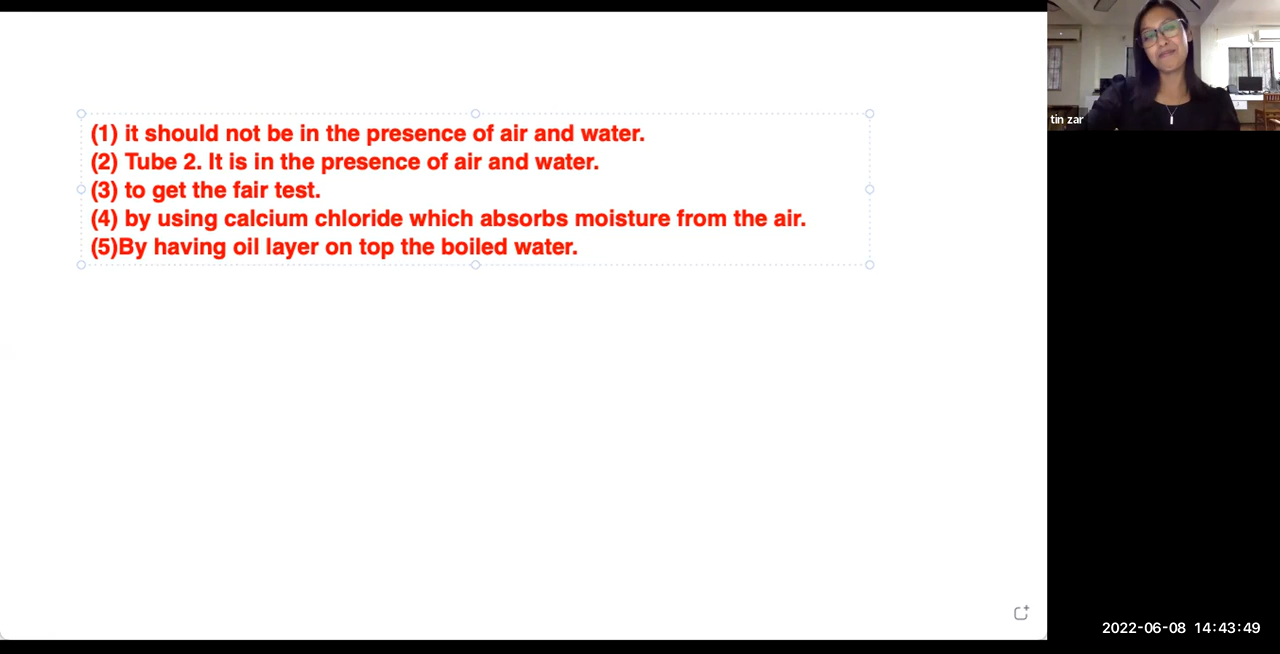 (1) it should not be in the presence of air and water.
(2) Tube 2. It is in the presence of air and water.
(3) to get the fair test.
(4) by using calcium chloride which absorbs moisture from the air.
(5)By having oil layer on top the boiled water.
tin zar
2022-06-08 14:43:49